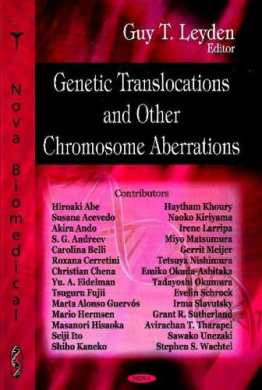 Guy T. Leyden
Editor
Genetic Translocations
and Other
Chromosome Aberrations
Nova Biomedical
Contributors
Hiroaki Abe
Susana Acevedo
Akira Ando
S. G. Andreev
Carolina Belli
Roxana Cerretini
Christian Chena
Yu. A. Eidelman
Tsuguru Fujii
Marta Alonso Guervós
Mario Hermsen
Masanori Hisaoka
Seiji Ito
Shiho Kaneko
Haytham Khoury
Naoko Kiriyama
Irene Larripa
Miyo Matsumura
Gerrit Meijer
Tetsuya Nishimura
Emiko Okuda-Ashitaka
Tadayoshi Okumura
Evelin Schrock
Irma Slavutsky
Grant R. Sutherland
Avirachan T. Tharapel
Sawako Unezaki
Stephen S. Wachtel
NOVA